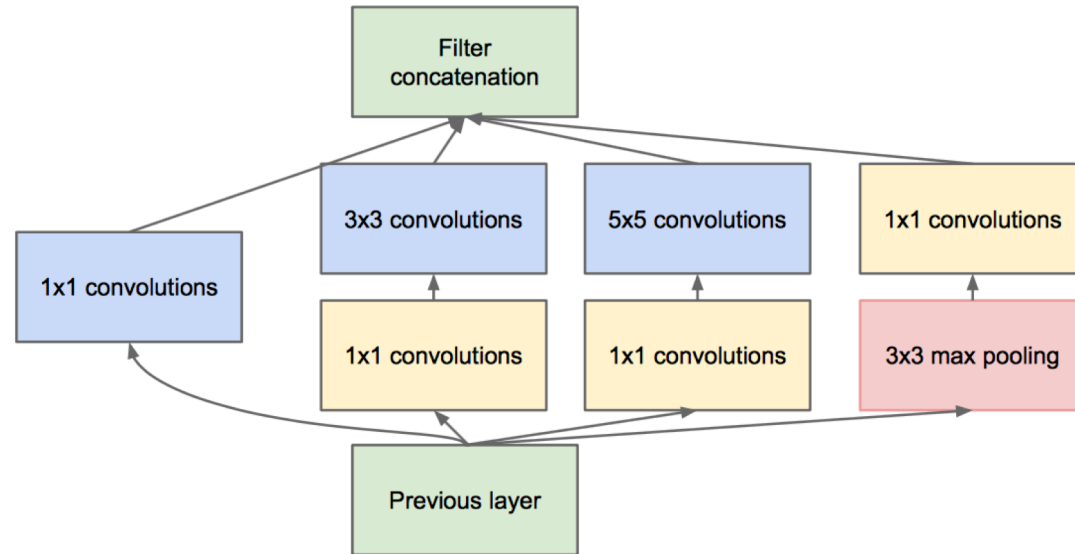 Filter
concatenation
3x3 convolutions
5x5 convolutions
1x1 convolutions
1x1 convolutions
1x1 convolutions
1x1 convolutions
3x3 max pooling
Previous layer